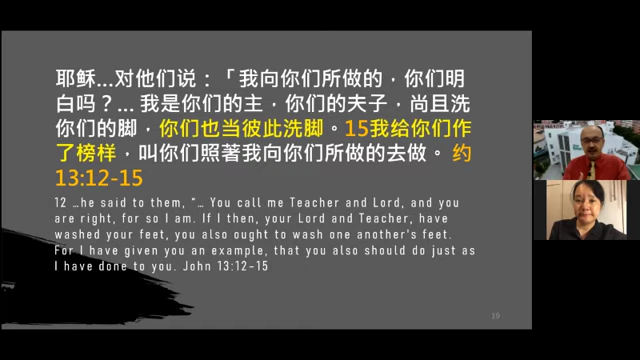 耶稣...对他们说：「我向你们所做的，你们明
白吗？... 我是你们的主，你们的夫子，尚且洗
你们的脚，你们也当彼此洗脚。15我给你们作
了榜样，叫你们照著我向你们所做的去做。 约
13:12-15
12 …he said to them, “… You call me Teacher and Lord, and you
are right, for so I am. If I then, your Lord and Teacher, have
washed your feet, you also ought to wash one another's feet.
For I have given you an example, that you also should do just as
I have done to you. John 13:12-15
19